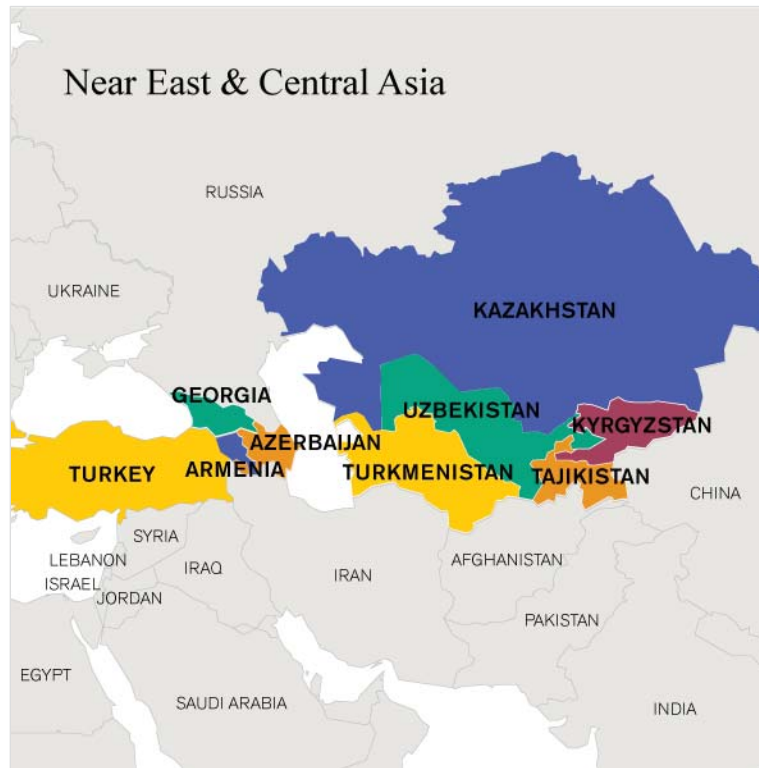 Near East & Central Asia
RUSSIA
UKRAINE
KAZAKHSTAN
GEORGIA
UZBEKISTAN
KYRGYZSTAN
AZERBAIJAN
TURKEY
ARMENIA
TURKMENISTAN
TAJIKISTAN
CHINA
SYRIA
LEBANON
IRAQ
IRAN
AFGHANISTAN
ISRAEL
JORDAN
PAKISTAN
EGYPT
SAUDI ARABIA
INDIA